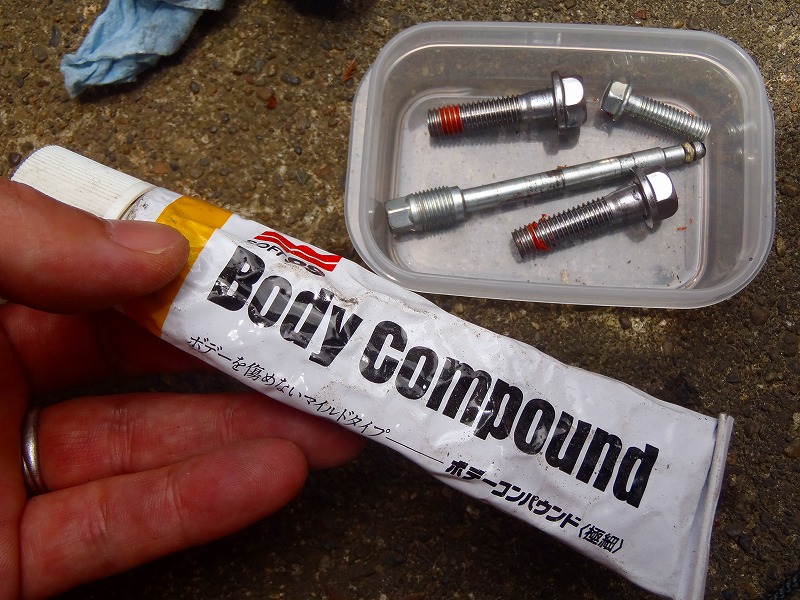 SOFT99
Body Compound
ボデーを傷めないマイルドタイプ
ボデーコンパウンド〈極細〉